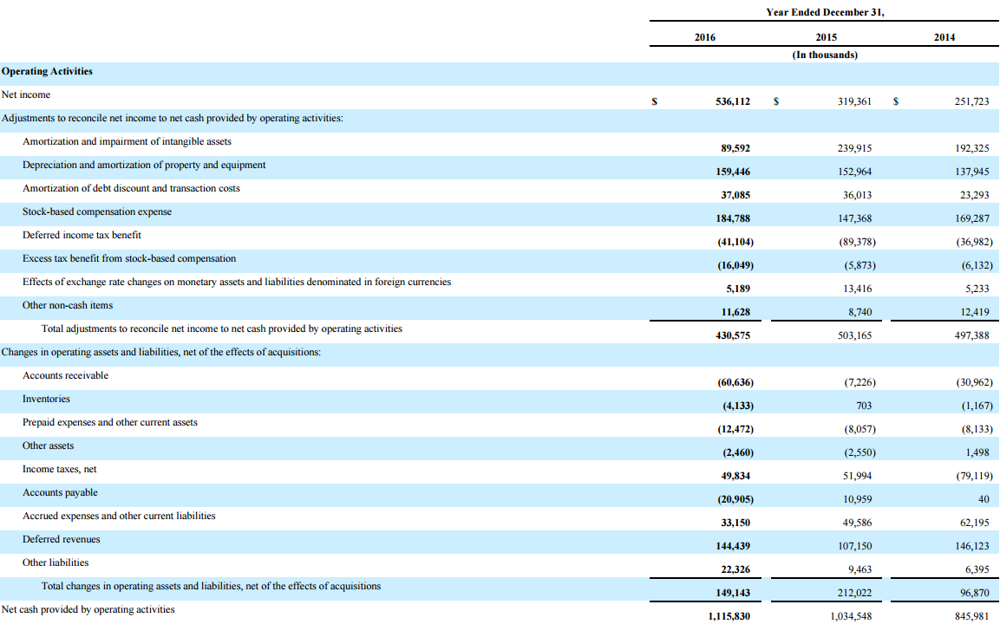 Year Ended December 31,
2016 2015 2014
(In thousands)
Operating Activities
Net income $ 536,112 $ 319,361 $ 251,723
Adjustments to reconcile net income to net cash provided by operating activities:
Amortization and impairment of intangible assets 89,592 239,915 192,325
Depreciation and amortization of property and equipment 159,446 152,964 137,945
Amortization of debt discount and transaction costs 37,085 36,013 23,293
Stock-based compensation expense 184,788 147,368 169,287
Deferred income tax benefit (41,104) (89,378) (36,982)
Excess tax benefit from stock-based compensation (16,049) (5,873) (6,132)
Effects of exchange rate changes on monetary assets and liabilities denominated in foreign currencies 5,189 13,416 5,233
Other non-cash items 11,628 8,740 12,419
Total adjustments to reconcile net income to net cash provided by operating activities 430,575 503,165 497,388
Changes in operating assets and liabilities, net of the effects of acquisitions:
Accounts receivable (60,636) (7,226) (30,962)
Inventories (4,133) 703 (1,167)
Prepaid expenses and other current assets (12,472) (8,057) (8,133)
Other assets (2,460) (2,550) 1,498
Income taxes, net 49,834 51,994 (79,119)
Accounts payable (20,905) 10,959 40
Accrued expenses and other current liabilities 33,150 49,586 62,195
Deferred revenues 144,439 107,150 146,123
Other liabilities 22,326 9,463 6,395
Total changes in operating assets and liabilities, net of the effects of acquisitions 149,143 212,022 96,870
Net cash provided by operating activities 1,115,830 1,034,548 845,981